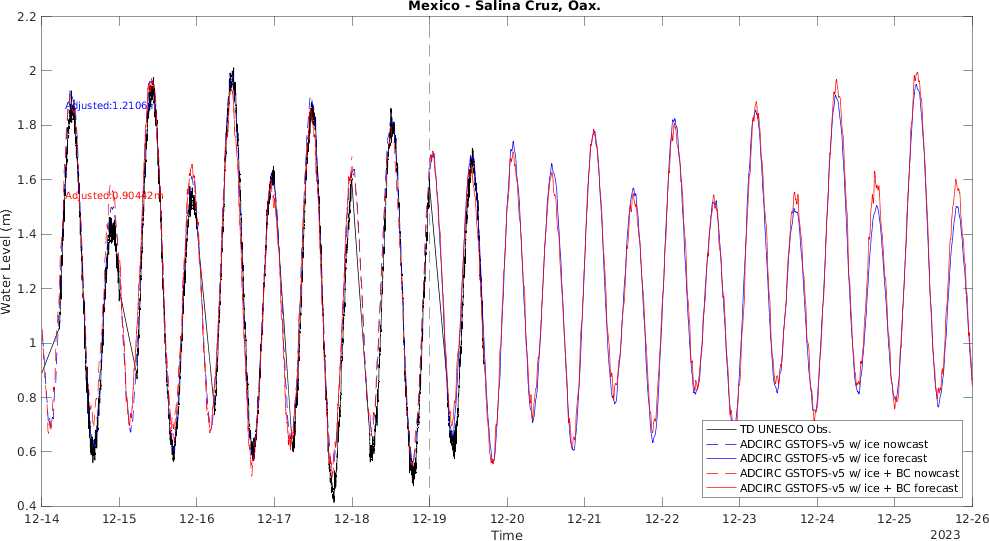 Mexico - Salina Cruz, Oax.
2.2
2
1.8
1.6
1.4
1.2
1
0.8
0.6
0.4
Water Level (m)
Adjusted:1.2106
Adjusted:0.90442m
TD UNESCO Obs.
ADCIRC GSTOFS-v5 w/ ice nowcast
ADCIRC GSTOFS-v5 w/ ice forecast
ADCIRC GSTOFS-v5 w/ ice + BC nowcast
ADCIRC GSTOFS-v5 w/ ice + BC forecast
12-14 12-15 12-16 12-17 12-18 12-19 12-20 12-21 12-22 12-23 12-24 12-25 12-26
Time
2023